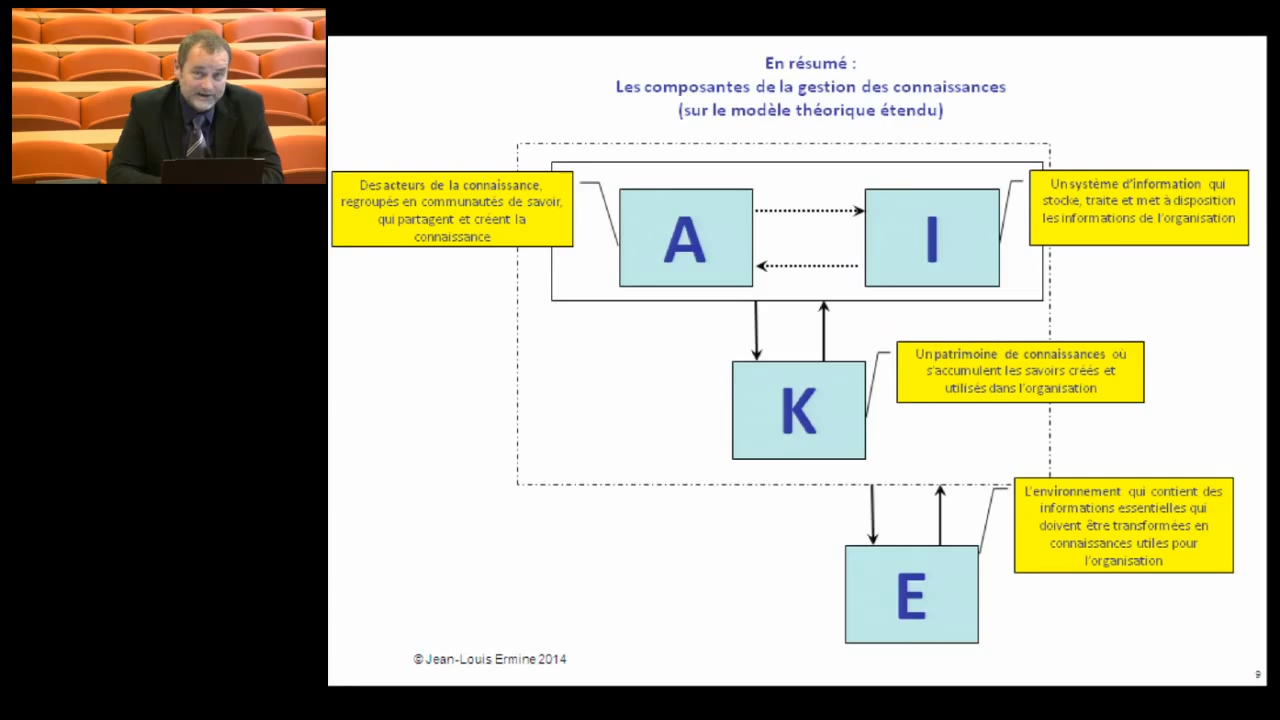 En résumé :
Les composantes de la gestion des connaissances
(sur le modèle théorique étendu)
Des acteurs de la connaissance,
regroupés en communautés de savoir,
qui partagent et créent la
connaissance
A
I
Un système d'information qui
stocke, traite et met à disposition
les informations de l'organisation
K
Un patrimoine de connaissances où
s'accumulent les savoirs créés et
utilisés dans l'organisation
E
L'environnement qui contient des
informations essentielles qui
doivent être transformées en
connaissances utiles pour
l'organisation
© Jean-Louis Ermine 2014
9